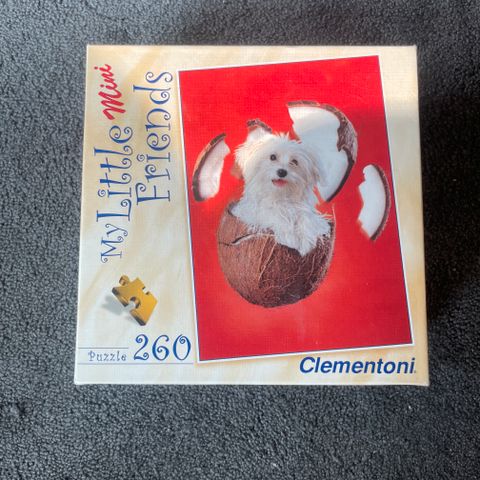 My Little mini
Friends
Puzzle 260
Clementoni